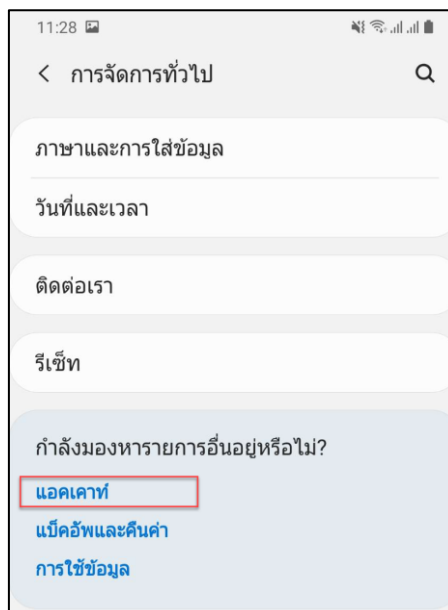 11:28
การจัดการทั่วไป
ภาษาและการใส่ข้อมูล
วันที่และเวลา
ติดต่อเรา
รีเซ็ท
กำลังมองหารายการอื่นอยู่หรือไม่?
แอคเคาท์
แบ็คอัพและคืนค่า
การใช้ข้อมูล